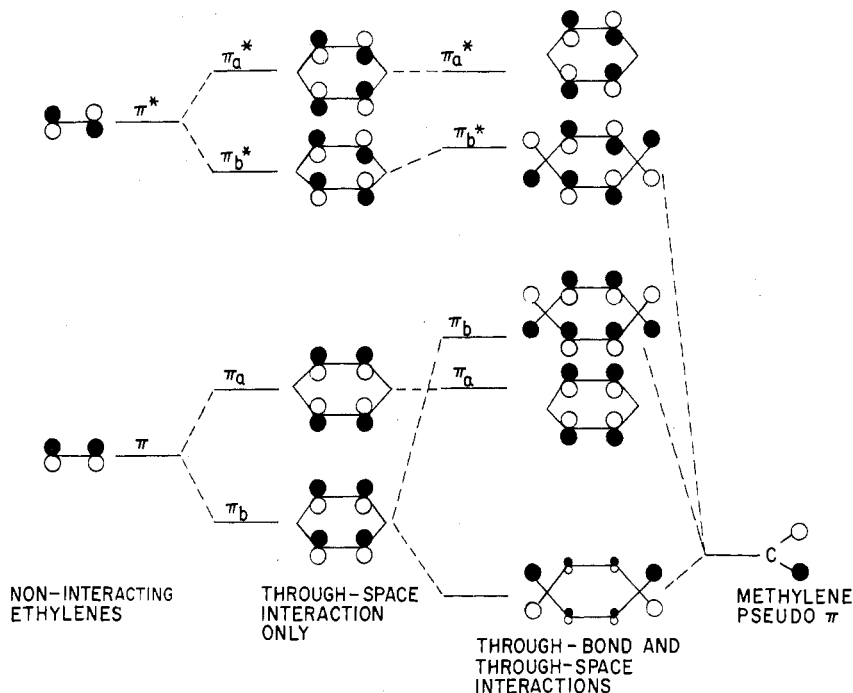 πa*
πa*
π*
πb*
πb*
πb
πa
πa
π
πb
C
NON-INTERACTING
ETHYLENES
THROUGH-SPACE
INTERACTION
ONLY
THROUGH-BOND AND
THROUGH-SPACE
INTERACTIONS
METHYLENE
PSEUDO π